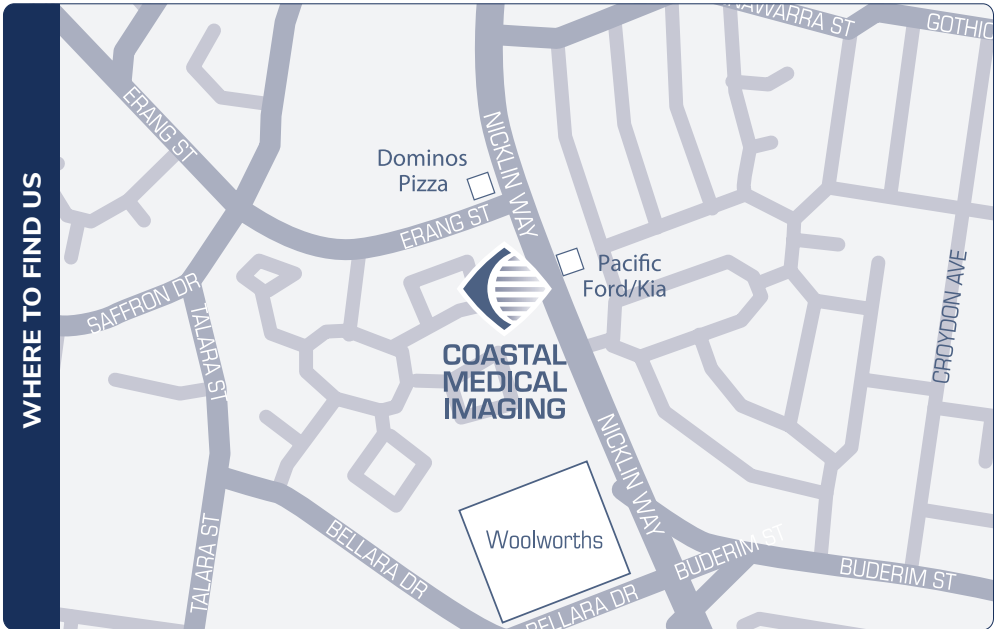 WHERE TO FIND US
NAWARRA ST
GOTHIC
ERANG ST
NICKLIN WAY
Dominos
Pizza
ERANG ST
Pacific
Ford/Kia
CROYDON AVE
SAFFRON DR
TALARA ST
COASTAL
MEDICAL
IMAGING
NICKLIN WAY
Woolworths
BELLARA DR
TALARA ST
BUDERIM ST
BUDERIM ST
BELLARA DR